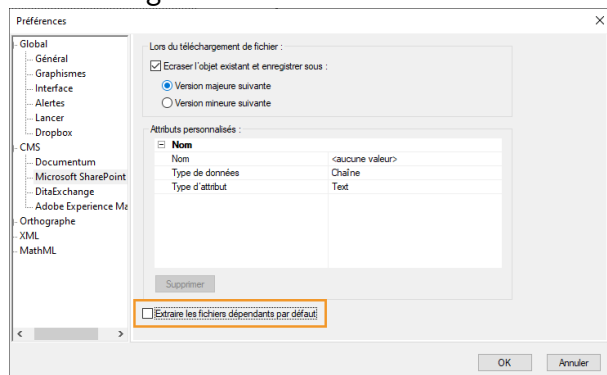 Préférences
Global
Général
Graphismes
Interface
Alertes
Lancer
Dropbox
CMS
Documentum
Microsoft SharePoint
DitaExchange
Adobe Experience Ma
Orthographe
XML
MathML
Lors du téléchargement de fichier :
Ecraser l'objet existant et enregistrer sous :
Version majeure suivante
Version mineure suivante
Attributs personnalisés :
Nom
Nom <aucune valeur>
Type de données Chaîne
Type d'attribut Text
Supprimer
Extraire les fichiers dépendants par défaut
OK Annuler